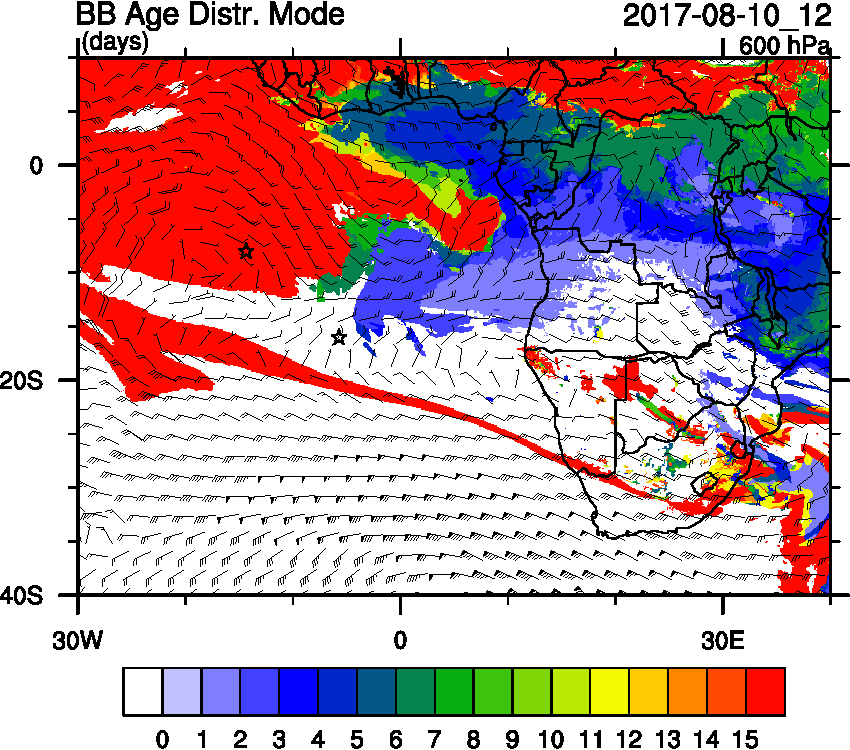 BB Age Distr. Mode 2017-08-10_12
(days) 600 hPa
0
20S
40S
30W 0 30E
0 1 2 3 4 5 6 7 8 9 10 11 12 13 14 15